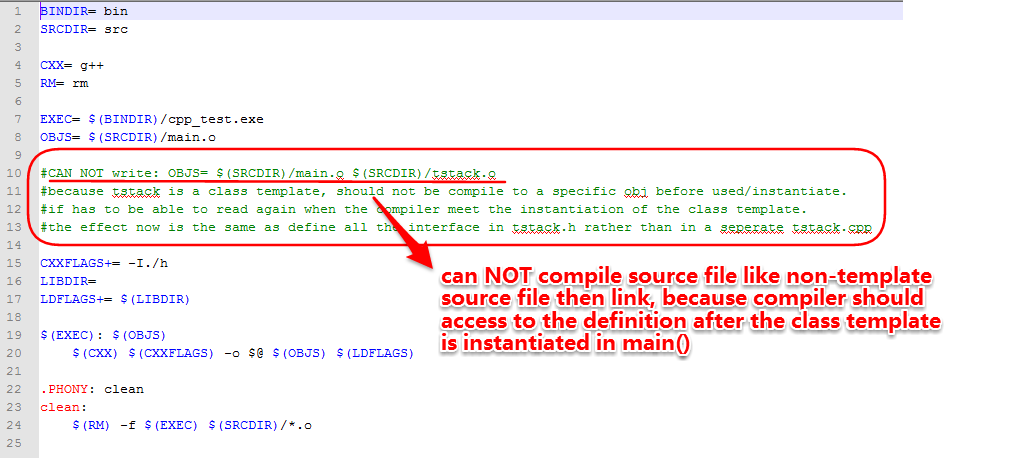 1 BINDIR= bin
2 SRCDIR= src
3
4 CXX= g++
5 RM= rm
6
7 EXEC= $(BINDIR)/cpp_test.exe
8 OBJS= $(SRCDIR)/main.o
9
10 #CAN NOT write: OBJS= $(SRCDIR)/main.o $(SRCDIR)/tstack.o
11 #because tstack is a class template, should not be compile to a specific obj before used/instantiate.
12 #if has to be able to read again when the compiler meet the instantiation of the class template.
13 #the effect now is the same as define all the interface in tstack.h rather than in a seperate tstack.cpp
14
15 CXXFLAGS+= -I./h
16 LIBDIR=
17 LDFLAGS+= $(LIBDIR)
18
19 $(EXEC): $(OBJS)
20 $(CXX) $(CXXFLAGS) -o $@ $(OBJS) $(LDFLAGS)
21
22 .PHONY: clean
23 clean:
24 $(RM) -f $(EXEC) $(SRCDIR)/*.o
25
can NOT compile source file like non-template
source file then link, because compiler should
access to the definition after the class template
is instantiated in main()